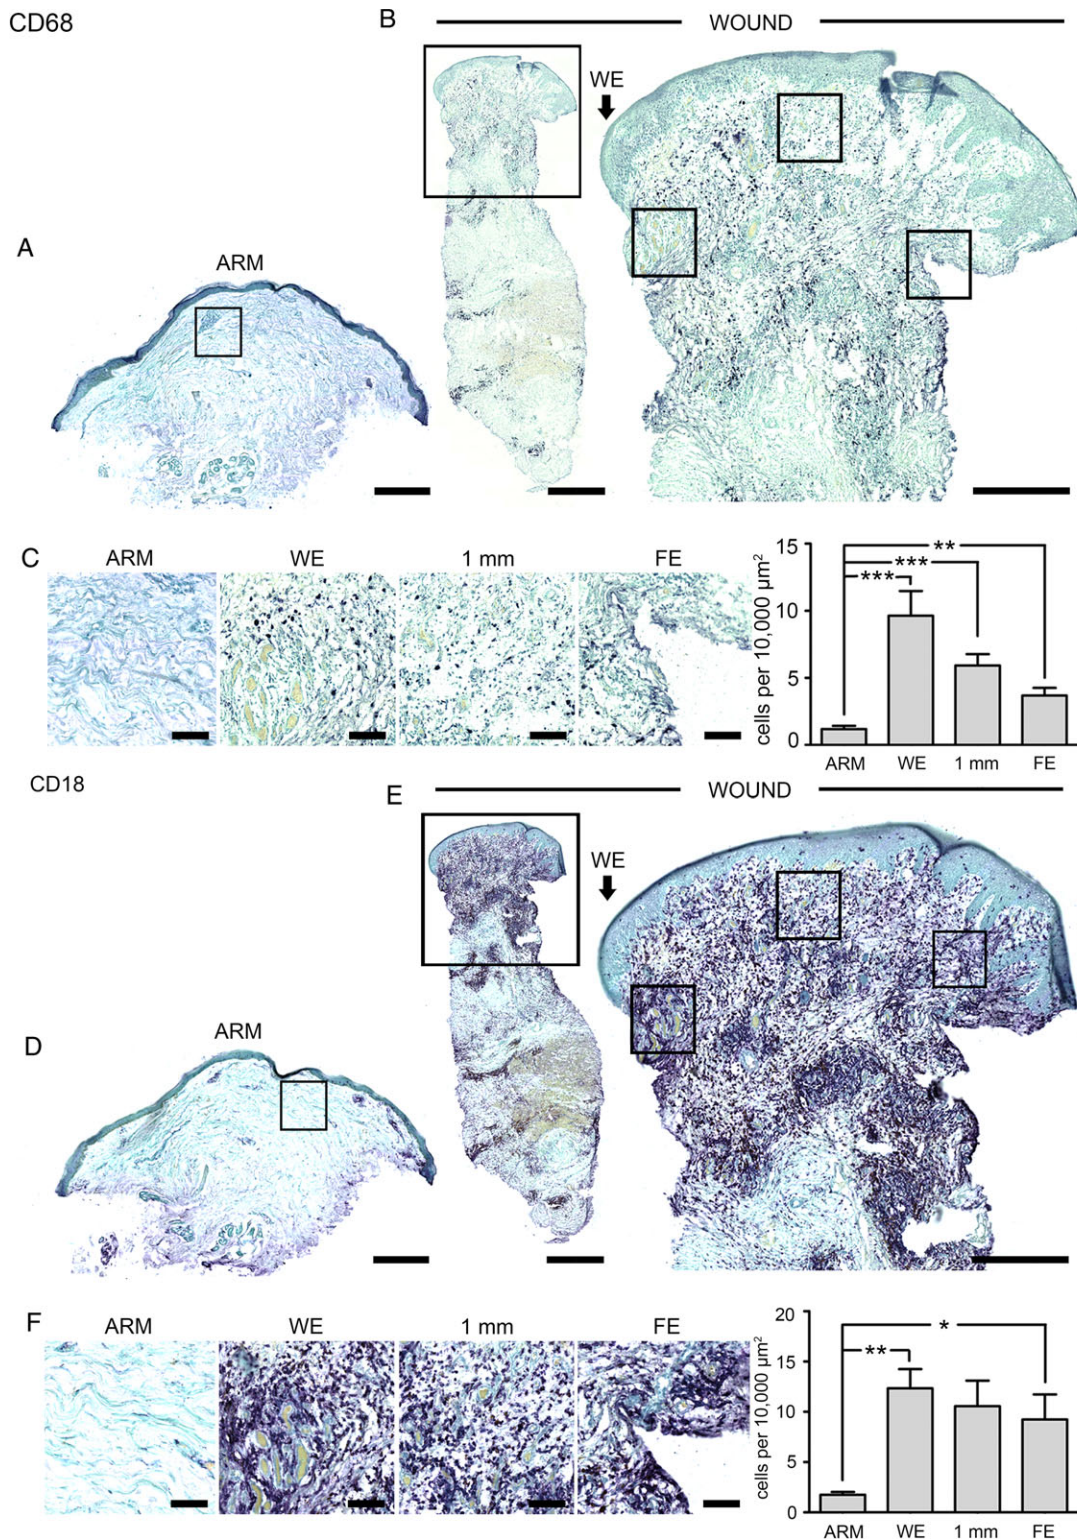 CD68
B
WOUND
WE
A
ARM
C
ARM
WE
1 mm
FE
cells per 10,000 µm²
15
10
5
0
**
***
***
ARM
WE
1 mm
FE
CD18
E
WOUND
WE
D
ARM
F
ARM
WE
1 mm
FE
cells per 10,000 µm²
20
15
10
5
0
*
**
ARM
WE
1 mm
FE